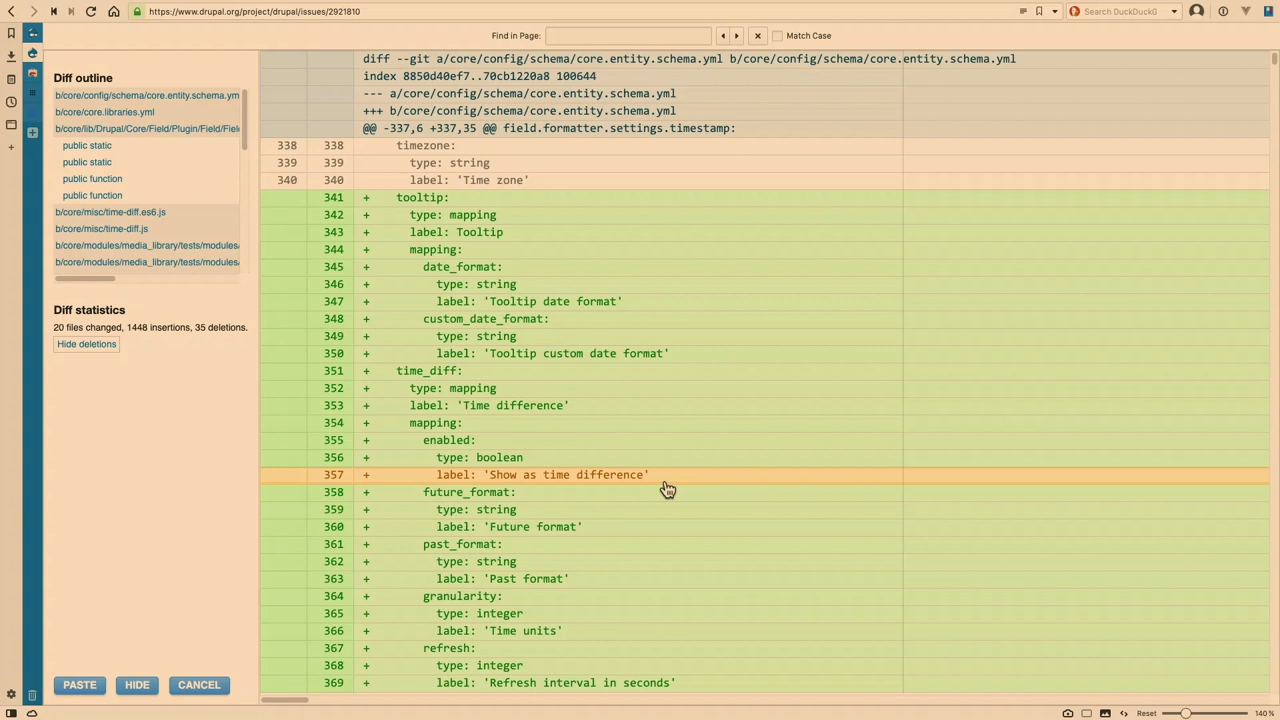 https://www.drupal.org/project/drupal/issues/2921810
Search DuckDuckG
Find in Page:
Match Case
Diff outline
b/core/config/schema/core.entity.schema.ym
b/core/core.libraries.yml
b/core/lib/Drupal/Core/Field/Plugin/Field/Fiel
public static
public static
public function
public function
b/core/misc/time-diff.es6.js
b/core/misc/time-diff.js
b/core/modules/media_library/tests/modules/
b/core/modules/media_library/tests/modules/
Diff statistics
20 files changed, 1448 insertions, 35 deletions.
Hide deletions
PASTE HIDE CANCEL
diff --git a/core/config/schema/core.entity.schema.yml b/core/config/schema/core.entity.schema.yml
index 8850d40ef7..70cb1220a8 100644
--- a/core/config/schema/core.entity.schema.yml
+++ b/core/config/schema/core.entity.schema.yml
@@ -337,6 +337,35 @@ field.formatter.settings.timestamp:
338 338 timezone:
339 339 type: string
340 340 label: 'Time zone'
341 + tooltip:
342 + type: mapping
343 + label: Tooltip
344 + mapping:
345 + date_format:
346 + type: string
347 + label: 'Tooltip date format'
348 + custom_date_format:
349 + type: string
350 + label: 'Tooltip custom date format'
351 + time_diff:
352 + type: mapping
353 + label: 'Time difference'
354 + mapping:
355 + enabled:
356 + type: boolean
357 + label: 'Show as time difference'
358 + future_format:
359 + type: string
360 + label: 'Future format'
361 + past_format:
362 + type: string
363 + label: 'Past format'
364 + granularity:
365 + type: integer
366 + label: 'Time units'
367 + refresh:
368 + type: integer
369 + label: 'Refresh interval in seconds'
Reset 140 %